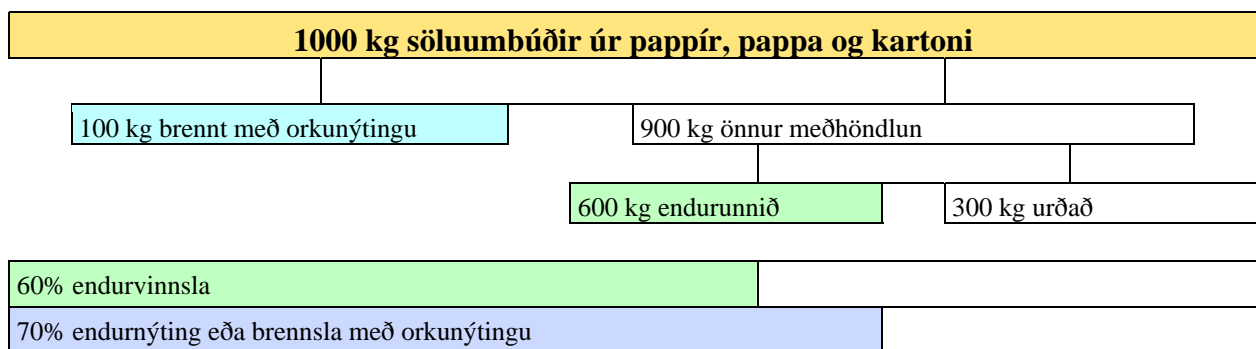 1000 kg söluumbúðir úr pappír, pappa og kartoni
100 kg brennt með orkunýtingu
900 kg önnur meðhöndlun
600 kg endurunnið
300 kg urðað
60% endurvinnsla
70% endurnýting eða brennsla með orkunýtingu